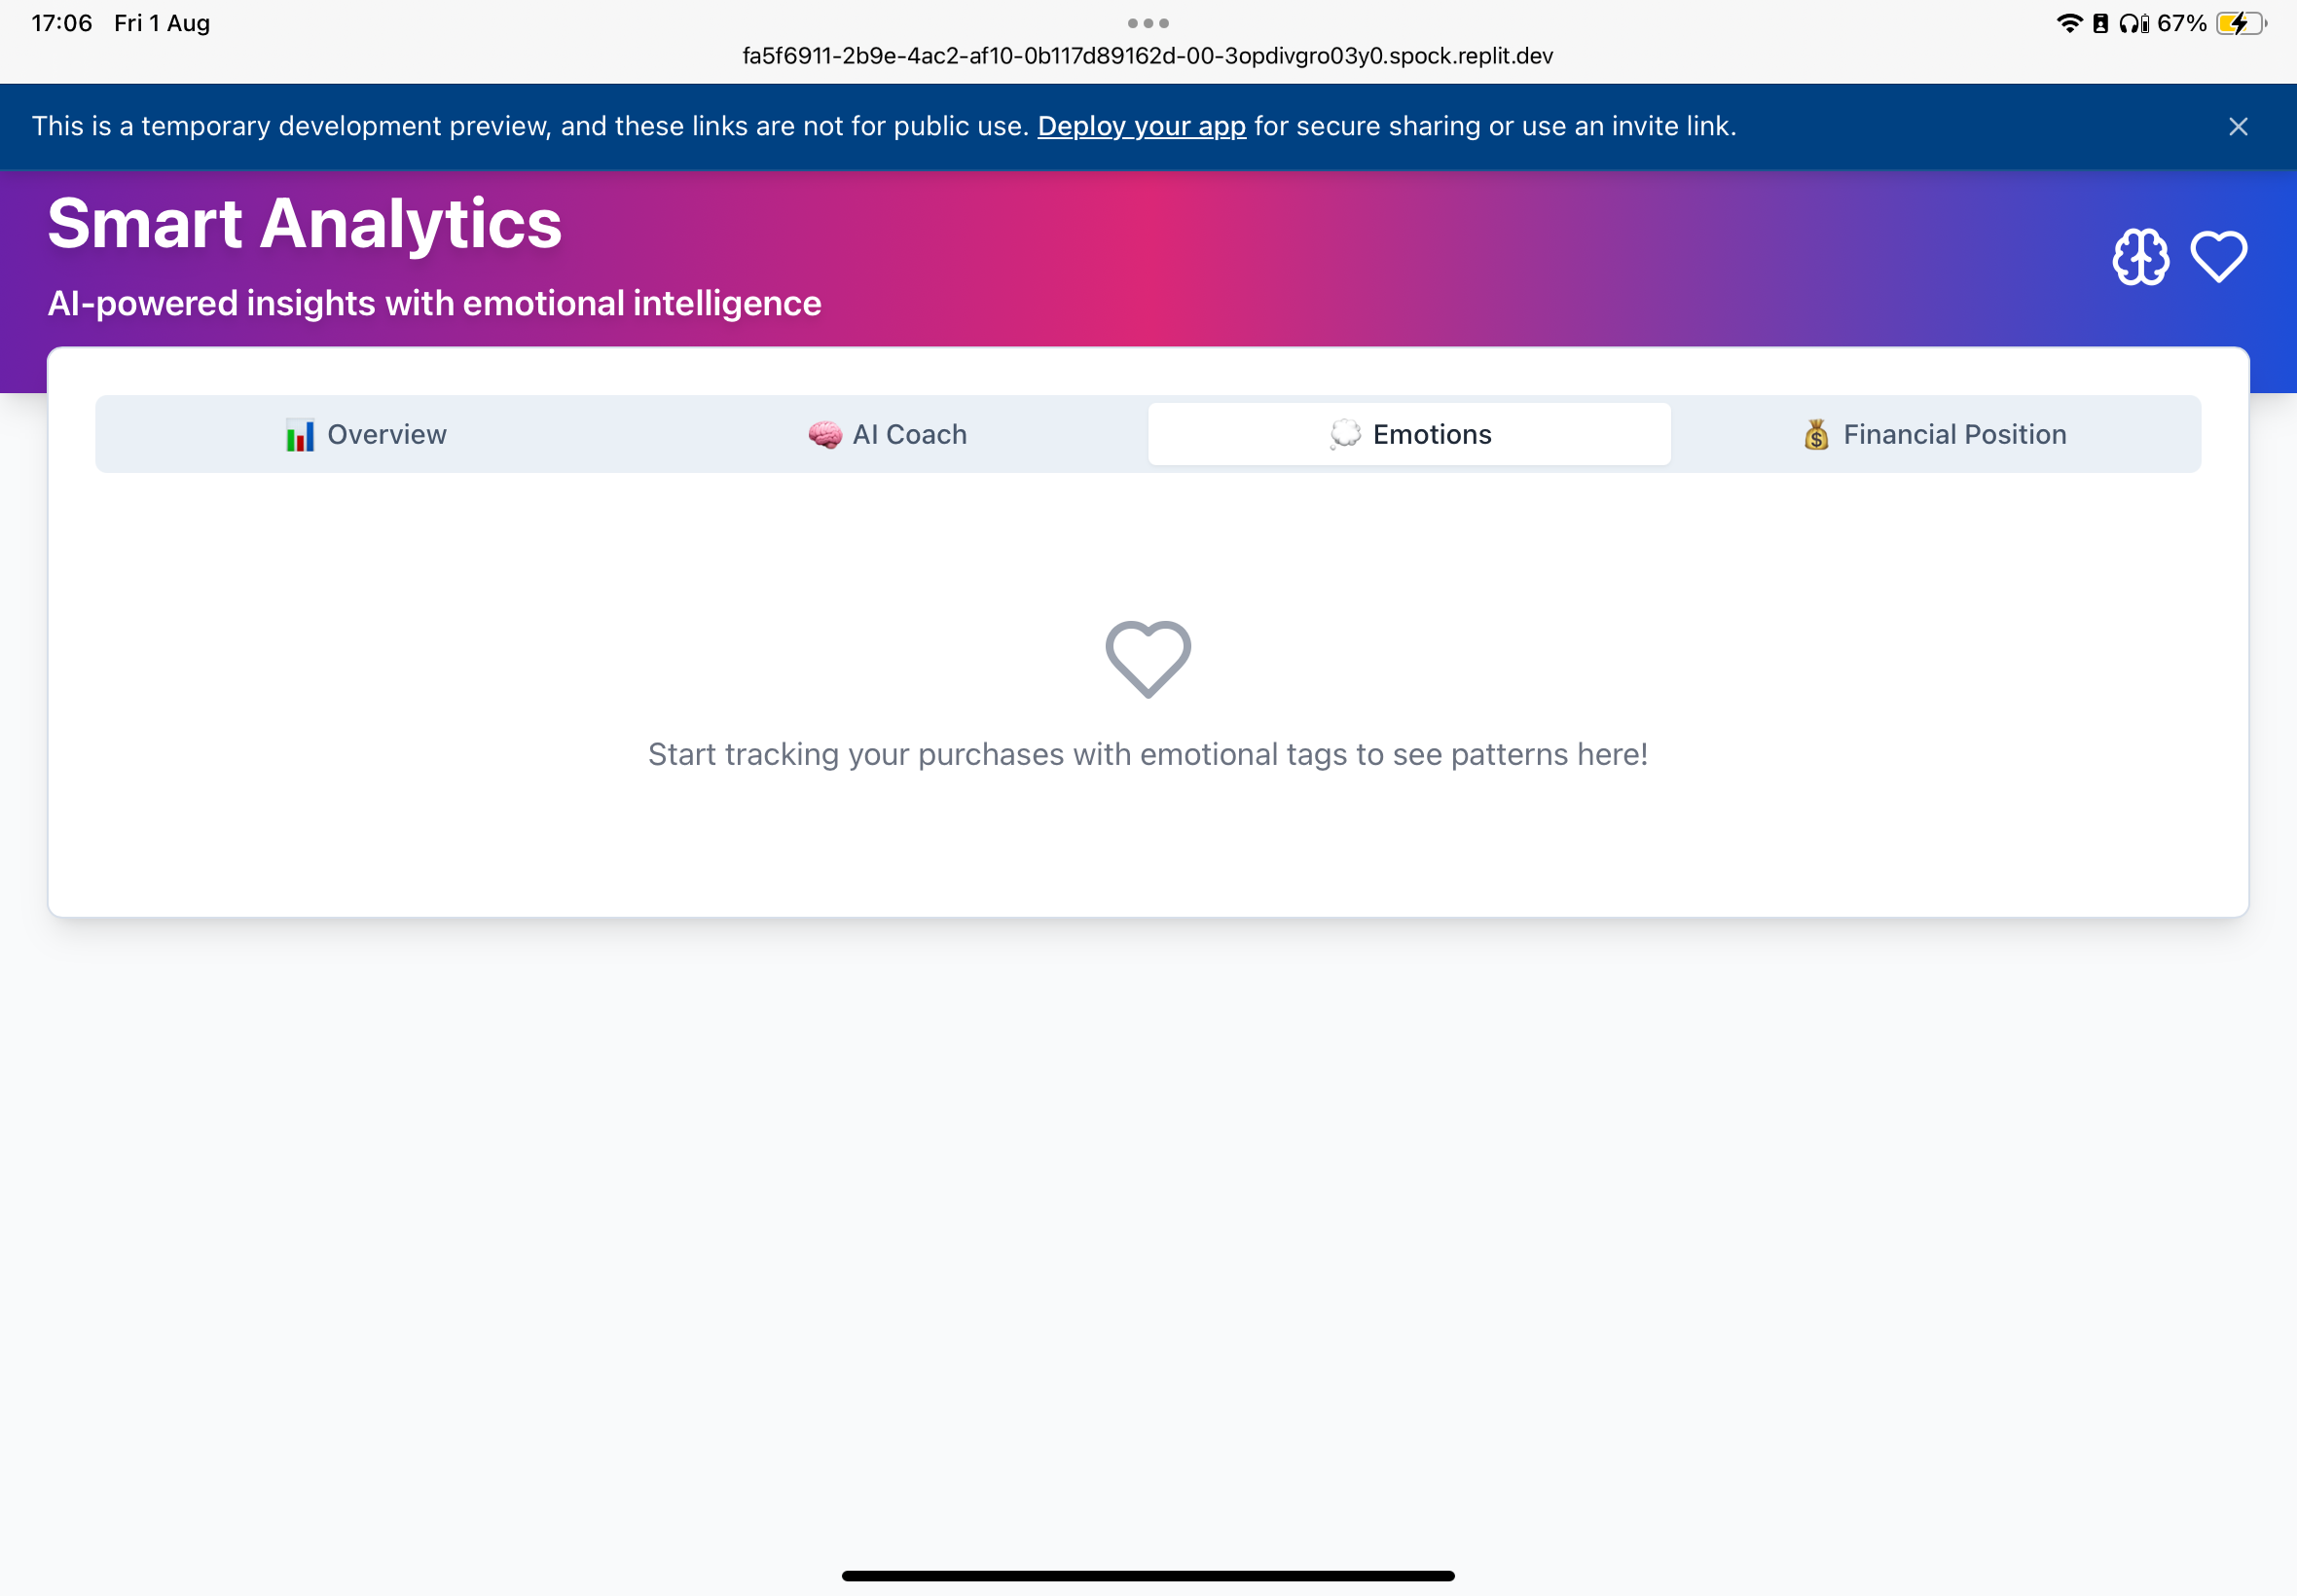 17:06 Fri 1 Aug
67%
fa5f6911-2b9e-4ac2-af10-0b117d89162d-00-3opdivgro03y0.spock.replit.dev
This is a temporary development preview, and these links are not for public use. Deploy your app for secure sharing or use an invite link.
Smart Analytics
AI-powered insights with emotional intelligence
Overview
AI Coach
Emotions
Financial Position
Start tracking your purchases with emotional tags to see patterns here!